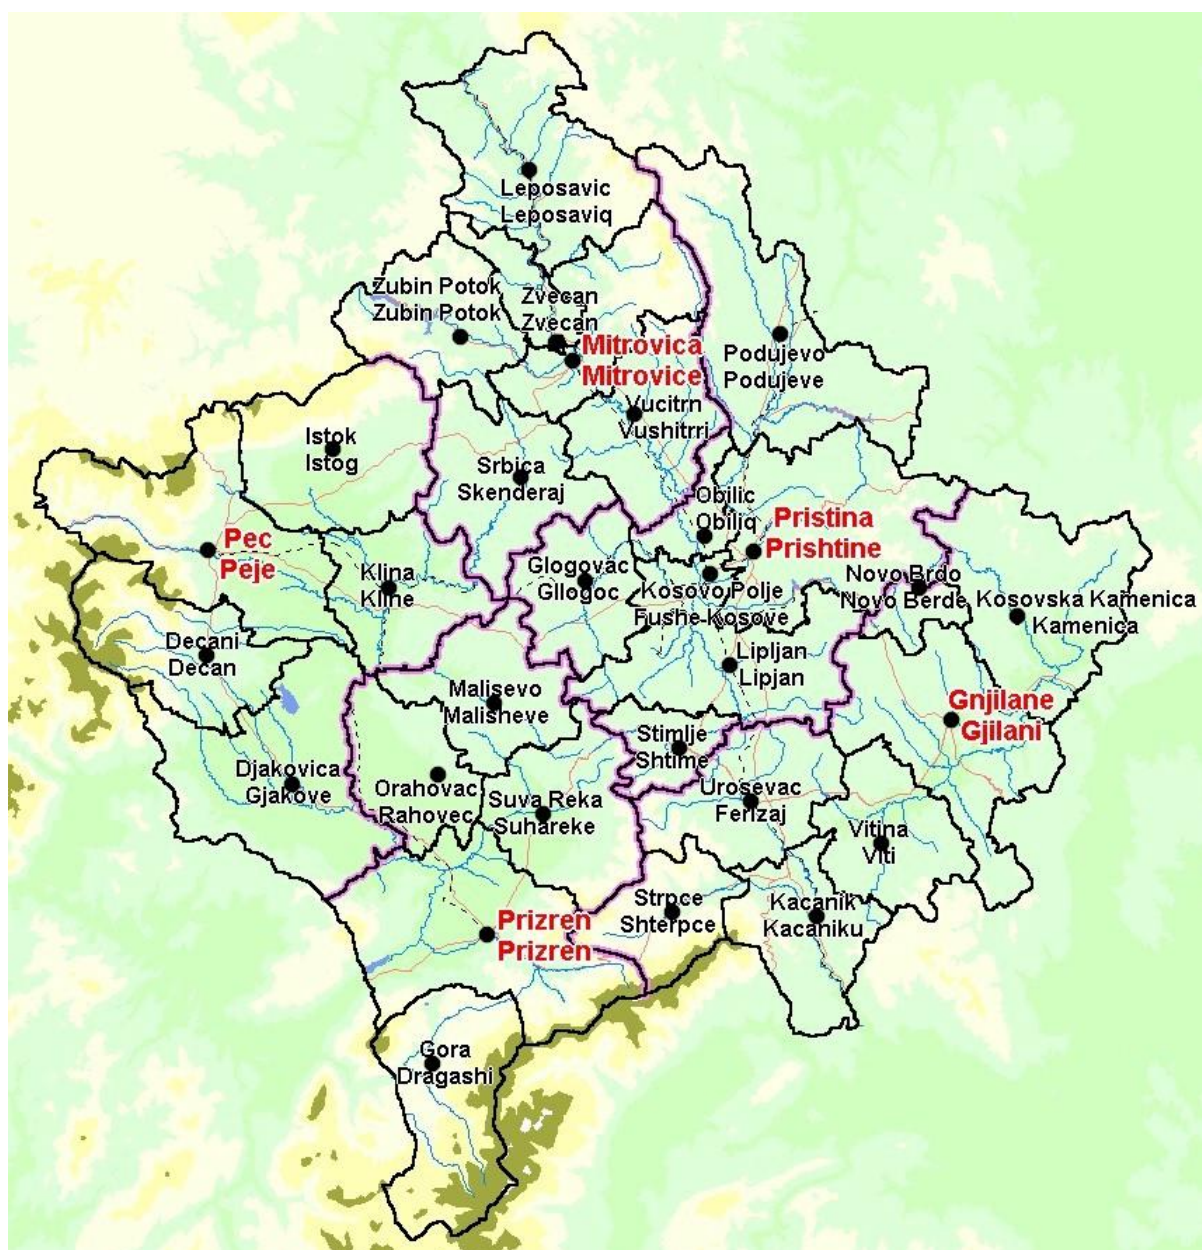 Leposavic
Leposaviq
Zubin Potok
Zubin Potok
Zvecan
Zvecan
Mitrovica
Mitrovice
Podujevo
Podujeve
Vucitrn
Vushitrri
Istok
Istog
Srbica
Skenderaj
Obilic
Obiliq
Pristina
Prishtine
Pec
Peje
Klina
Kline
Glogovac
Gllogoc
Kosovo Polje
Fushe Kosove
Novo Brdo
Novo Berde
Kosovska Kamenica
Kamenica
Decani
Decan
Lipljan
Lipjan
Malisevo
Malisheve
Gnjilane
Gjilani
Stimlje
Shtime
Djakovica
Gjakove
Orahovac
Rahovec
Suva Reka
Suhareke
Urosevac
Ferizaj
Vitina
Viti
Strpce
Shterpce
Kacanik
Kacaniku
Prizren
Prizren
Gora
Dragashi